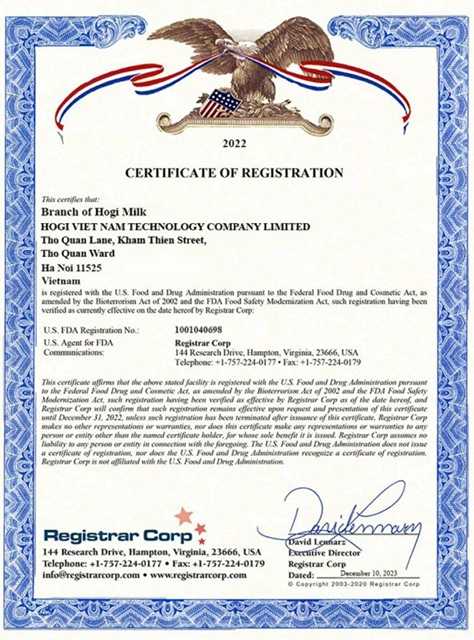 2022
CERTIFICATE OF REGISTRATION
This certifies that:
Branch of Hogi Milk
HOGI VIET NAM TECHNOLOGY COMPANY LIMITED
Tho Quan Lane, Kham Thien Street,
Tho Quan Ward
Ha Noi 11525
Vietnam
is registered with the U.S. Food and Drug Administration pursuant to the Federal Food Drug and Cosmetic Act, as
amended by the Bioterrorism Act of 2002 and the FDA Food Safety Modernization Act, such registration having been
verified as currently effective on the date hereof by Registrar Corp:
U.S. FDA Registration No.: 1001040698
U.S. Agent for FDA Registrar Corp
Communications: 144 Research Drive, Hampton, Virginia, 23666, USA
Telephone: +1-757-224-0177 • Fax: +1-757-224-0179
This certificate affirms that the above stated facility is registered with the U.S. Food and Drug Administration pursuant
to the Federal Food Drug and Cosmetic Act, as amended by the Bioterrorism Act of 2002 and the FDA Food Safety
Modernization Act, such registration having been verified as effective by Registrar Corp as of the date hereof, and
Registrar Corp will confirm that such registration remains effective upon request and presentation of this certificate
until December 31, 2022, unless such registration has been terminated after issuance of this certificate. Registrar Corp
makes no other representations or warranties, nor does this certificate make any representations or warranties to any
person or entity other than the named certificate holder, for whose sole benefit it is issued. Registrar Corp assumes no
liability to any person or entity in connection with the foregoing. The U.S. Food and Drug Administration does not issue
a certificate of registration, nor does the U.S. Food and Drug Administration recognize a certificate of registration.
Registrar Corp is not affiliated with the U.S. Food and Drug Administration.
Registrar Corp
144 Research Drive, Hampton, Virginia, 23666, USA
Telephone: +1-757-224-0177 • Fax: +1-757-224-0179
info@registrarcorp.com • www.registrarcorp.com
David Lennarz
David Lennarz
Executive Director
Registrar Corp
Dated: December 10, 2023
© Copyright 2003-2020 Registrar Corp